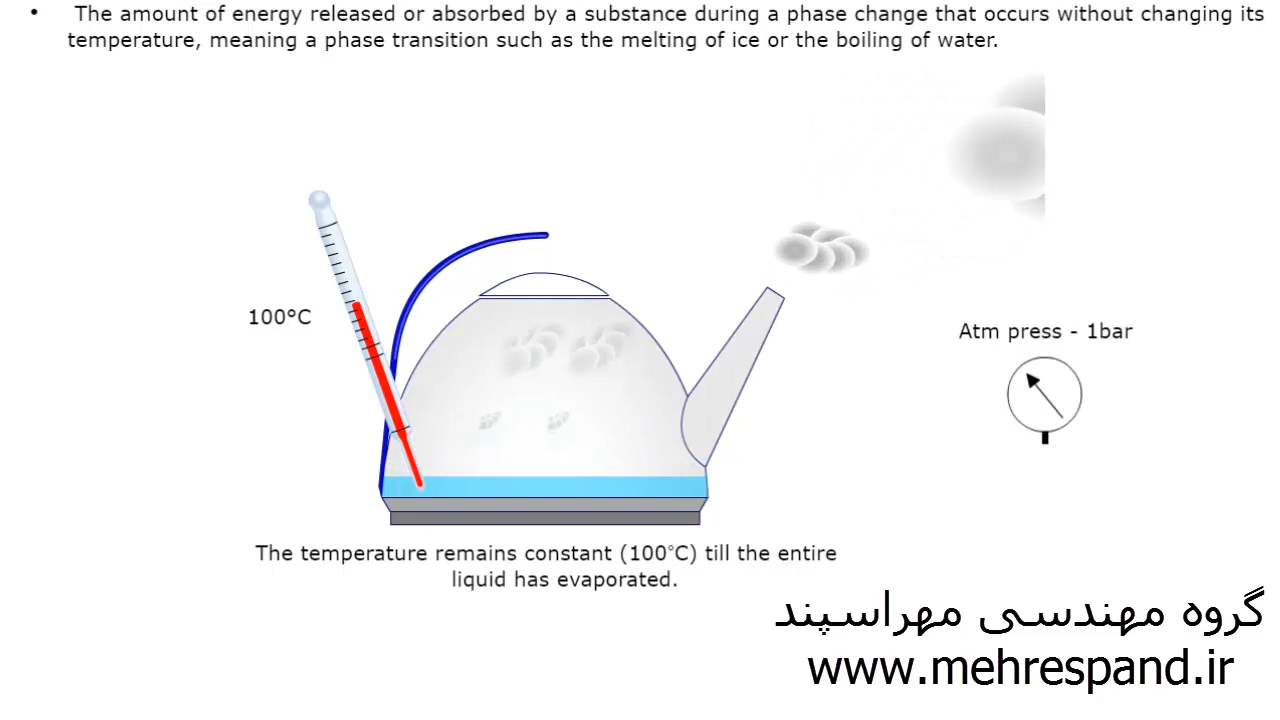 • The amount of energy released or absorbed by a substance during a phase change that occurs without changing its
temperature, meaning a phase transition such as the melting of ice or the boiling of water.
100°C
Atm press - 1bar
The temperature remains constant (100°C) till the entire
liquid has evaporated.
گروه مهندسی مهراسپند
www.mehrespand.ir